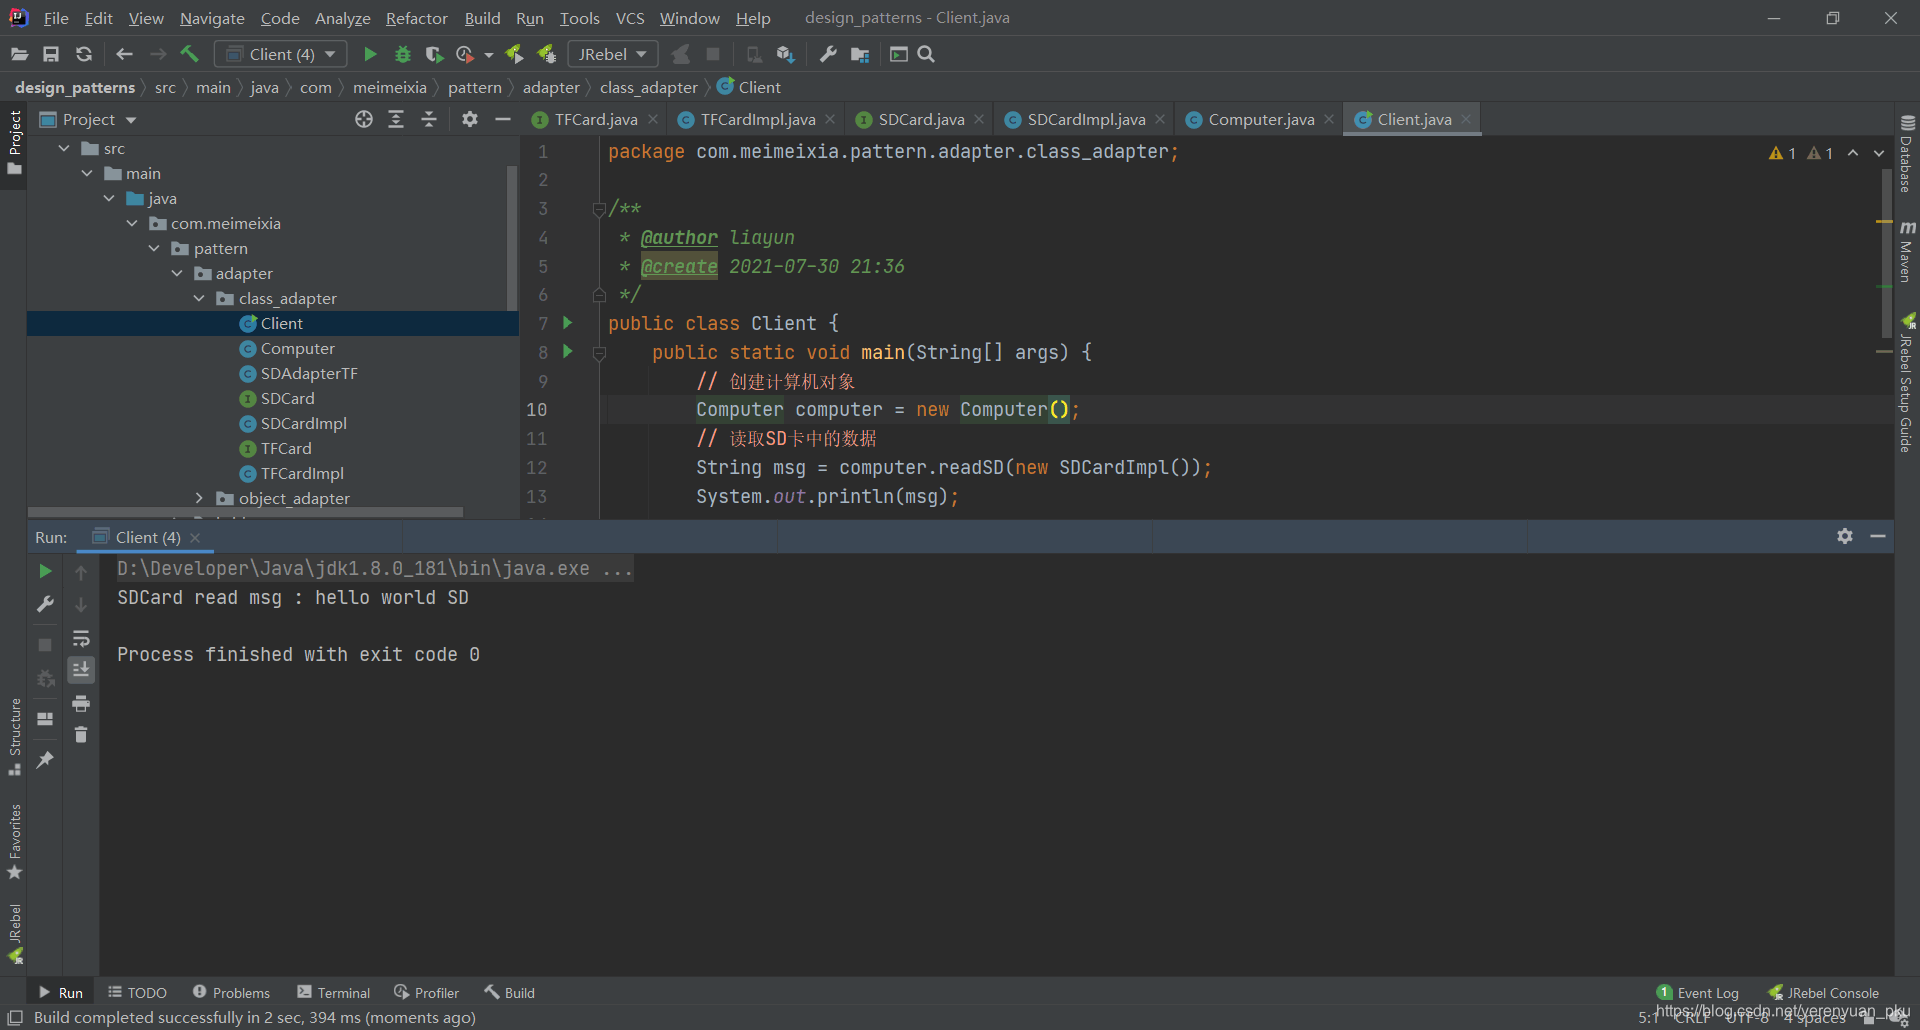 File Edit View Navigate Code Analyze Refactor Build Run Tools VCS Window Help design_patterns - Client.java
Client (4) JRebel
design_patterns src main java com meimeixia pattern adapter class_adapter Client
Project TFCard.java TFCardImpl.java SDCard.java SDCardImpl.java Computer.java Client.java
Project
src
main
java
com.meimeixia
pattern
adapter
class_adapter
Client
Computer
SDAdapterTF
SDCard
SDCardImpl
TFCard
TFCardImpl
object_adapter
1 package com.meimeixia.pattern.adapter.class_adapter;
2
3 /**
4 * @author liayun
5 * @create 2021-07-30 21:36
6 */
7 public class Client {
8 public static void main(String[] args) {
9 // 创建计算机对象
10 Computer computer = new Computer();
11 // 读取SD卡中的数据
12 String msg = computer.readSD(new SDCardImpl());
13 System.out.println(msg);
1 1
Database
Maven
JRebel Setup Guide
Run: Client (4)
D:\Developer\Java\jdk1.8.0_181\bin\java.exe ...
SDCard read msg : hello world SD
Process finished with exit code 0
Structure
Favorites
JRebel
Run TODO Problems Terminal Profiler Build 1 Event Log JRebel Console
Build completed successfully in 2 sec, 394 ms (moments ago) 5:1 CRLF UTF-8 4 spaces
https://blog.csdn.net/yerenyuan_pku